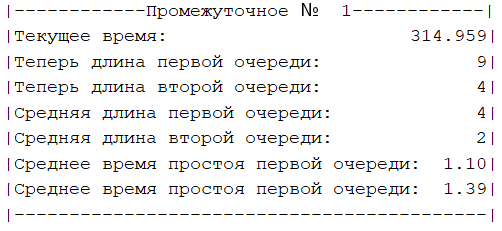 |------------Промежуточное №  1------------|
|Текущее время:                      314.959|
|Теперь длина первой очереди:              9|
|Теперь длина второй очереди:              4|
|Средняя длина первой очереди:             4|
|Средняя длина второй очереди:             2|
|Среднее время простоя первой очереди:  1.10|
|Среднее время простоя первой очереди:  1.39|
|-------------------------------------------|